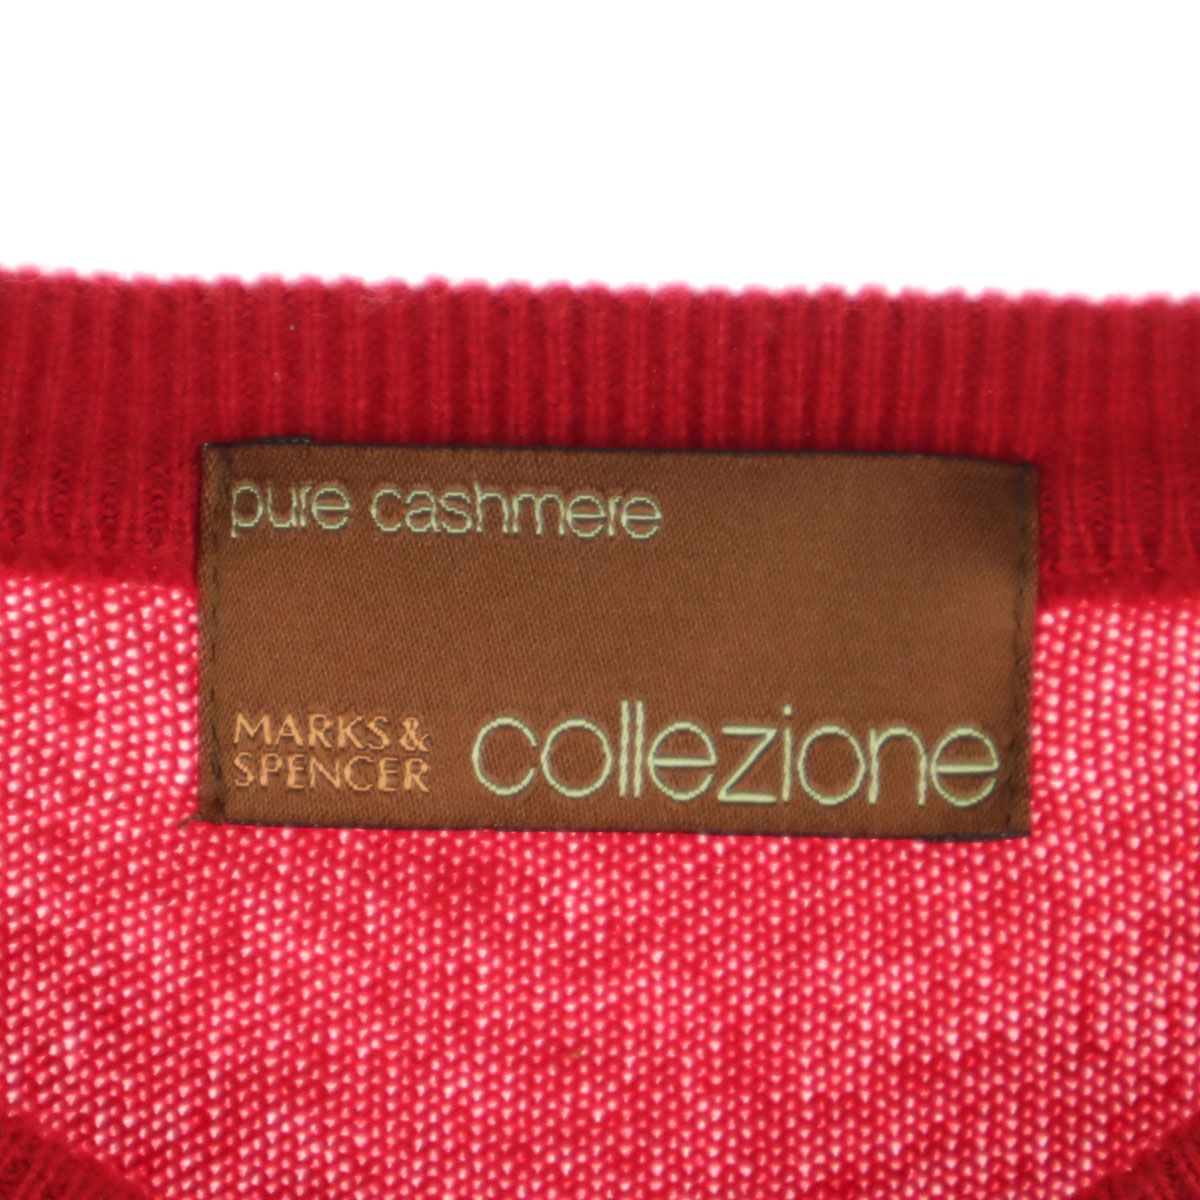 pure cashmere
MARKS &
SPENCER
collezione